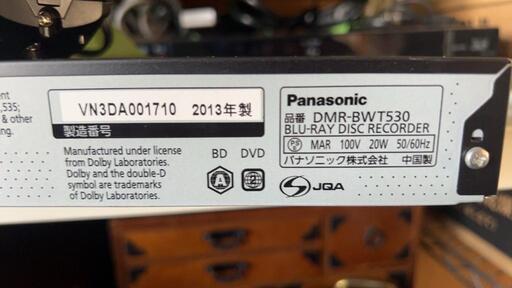 ent
,535;
& other
VN3DA001710 2013年製
製造番号
Manufactured under license
from Dolby Laboratories.
Dolby and the double-D
symbol are trademarks
of Dolby Laboratories.
BD DVD
A
2
Panasonic
品番 DMR-BWT530
BLU-RAY DISC RECORDER
MAR 100V 20W 50/60Hz
パナソニック株式会社 中国製
JQA